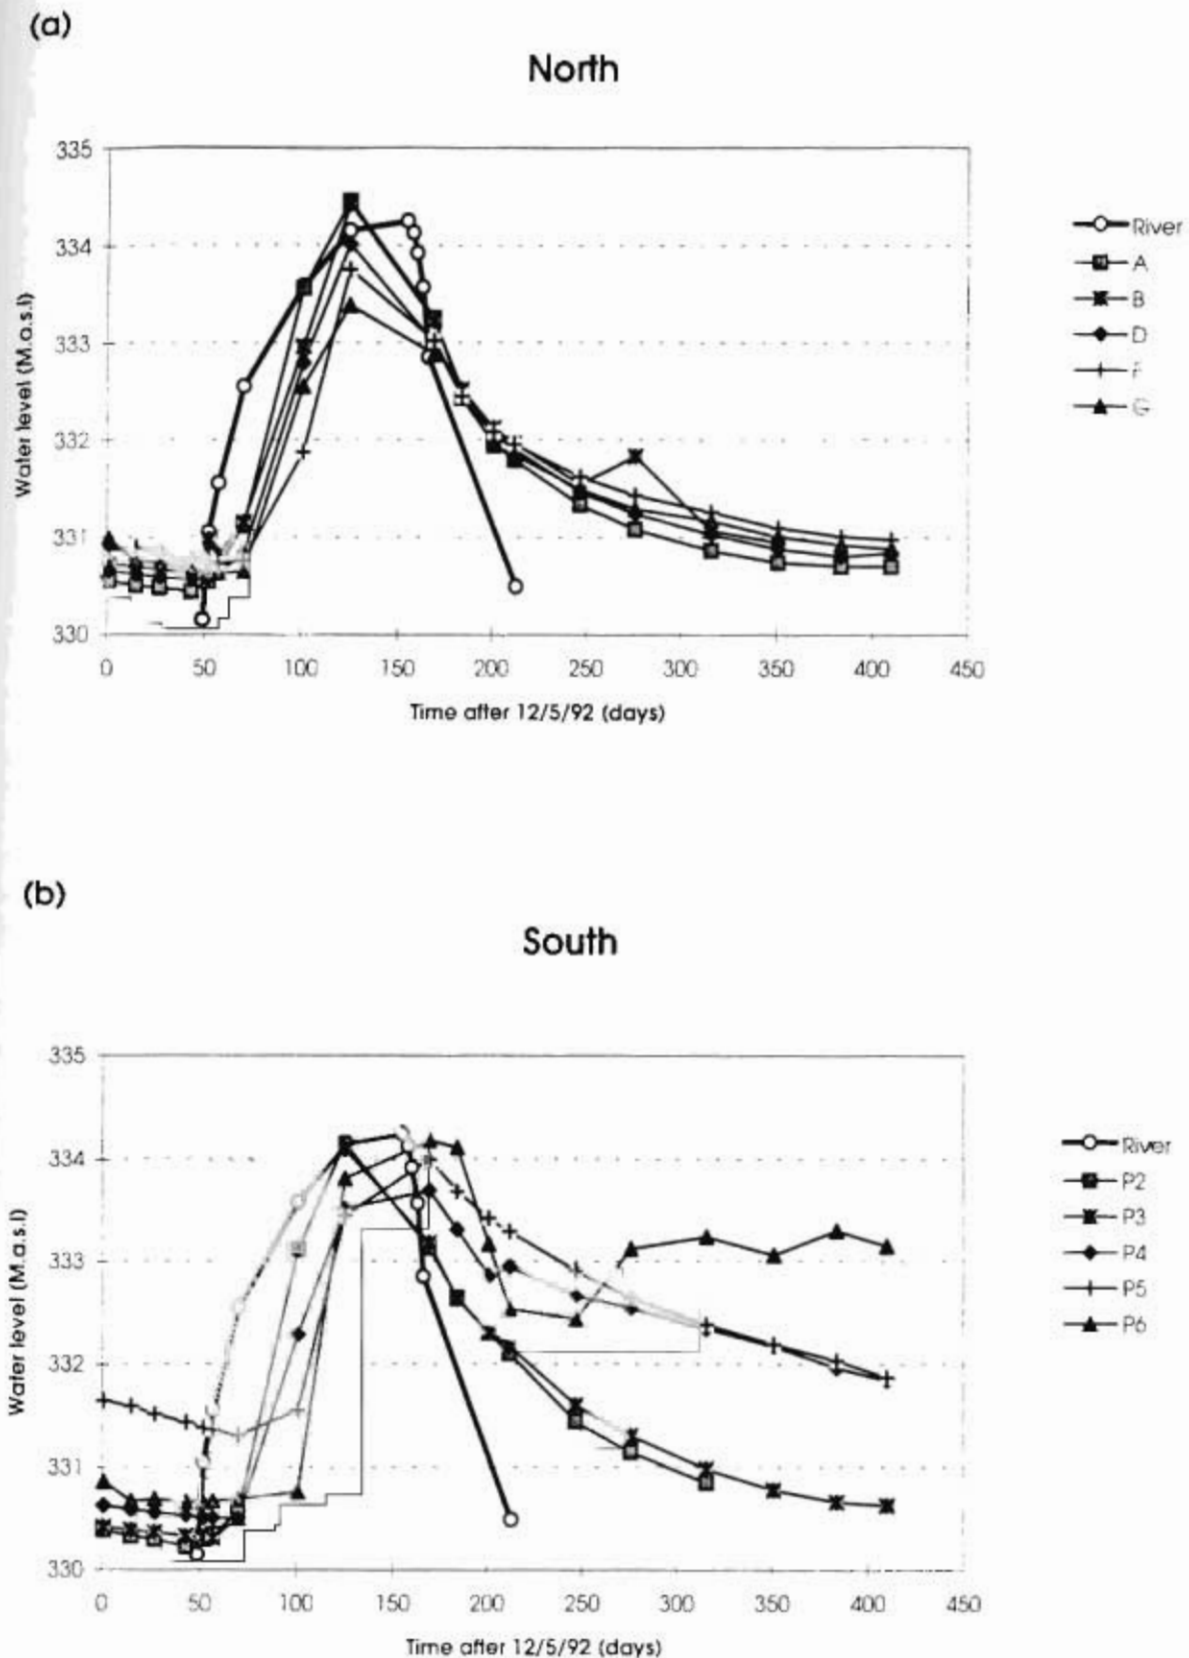 (a)
North
Water level (M.a.s.l)
335
334
333
332
331
330
0 50 100 150 200 250 300 350 400 450
Time after 12/5/92 (days)
River
A
B
D
F
G
(b)
South
Water level (M.a.s.l)
335
334
333
332
331
330
0 50 100 150 200 250 300 350 400 450
Time after 12/5/92 (days)
River
P2
P3
P4
P5
P6